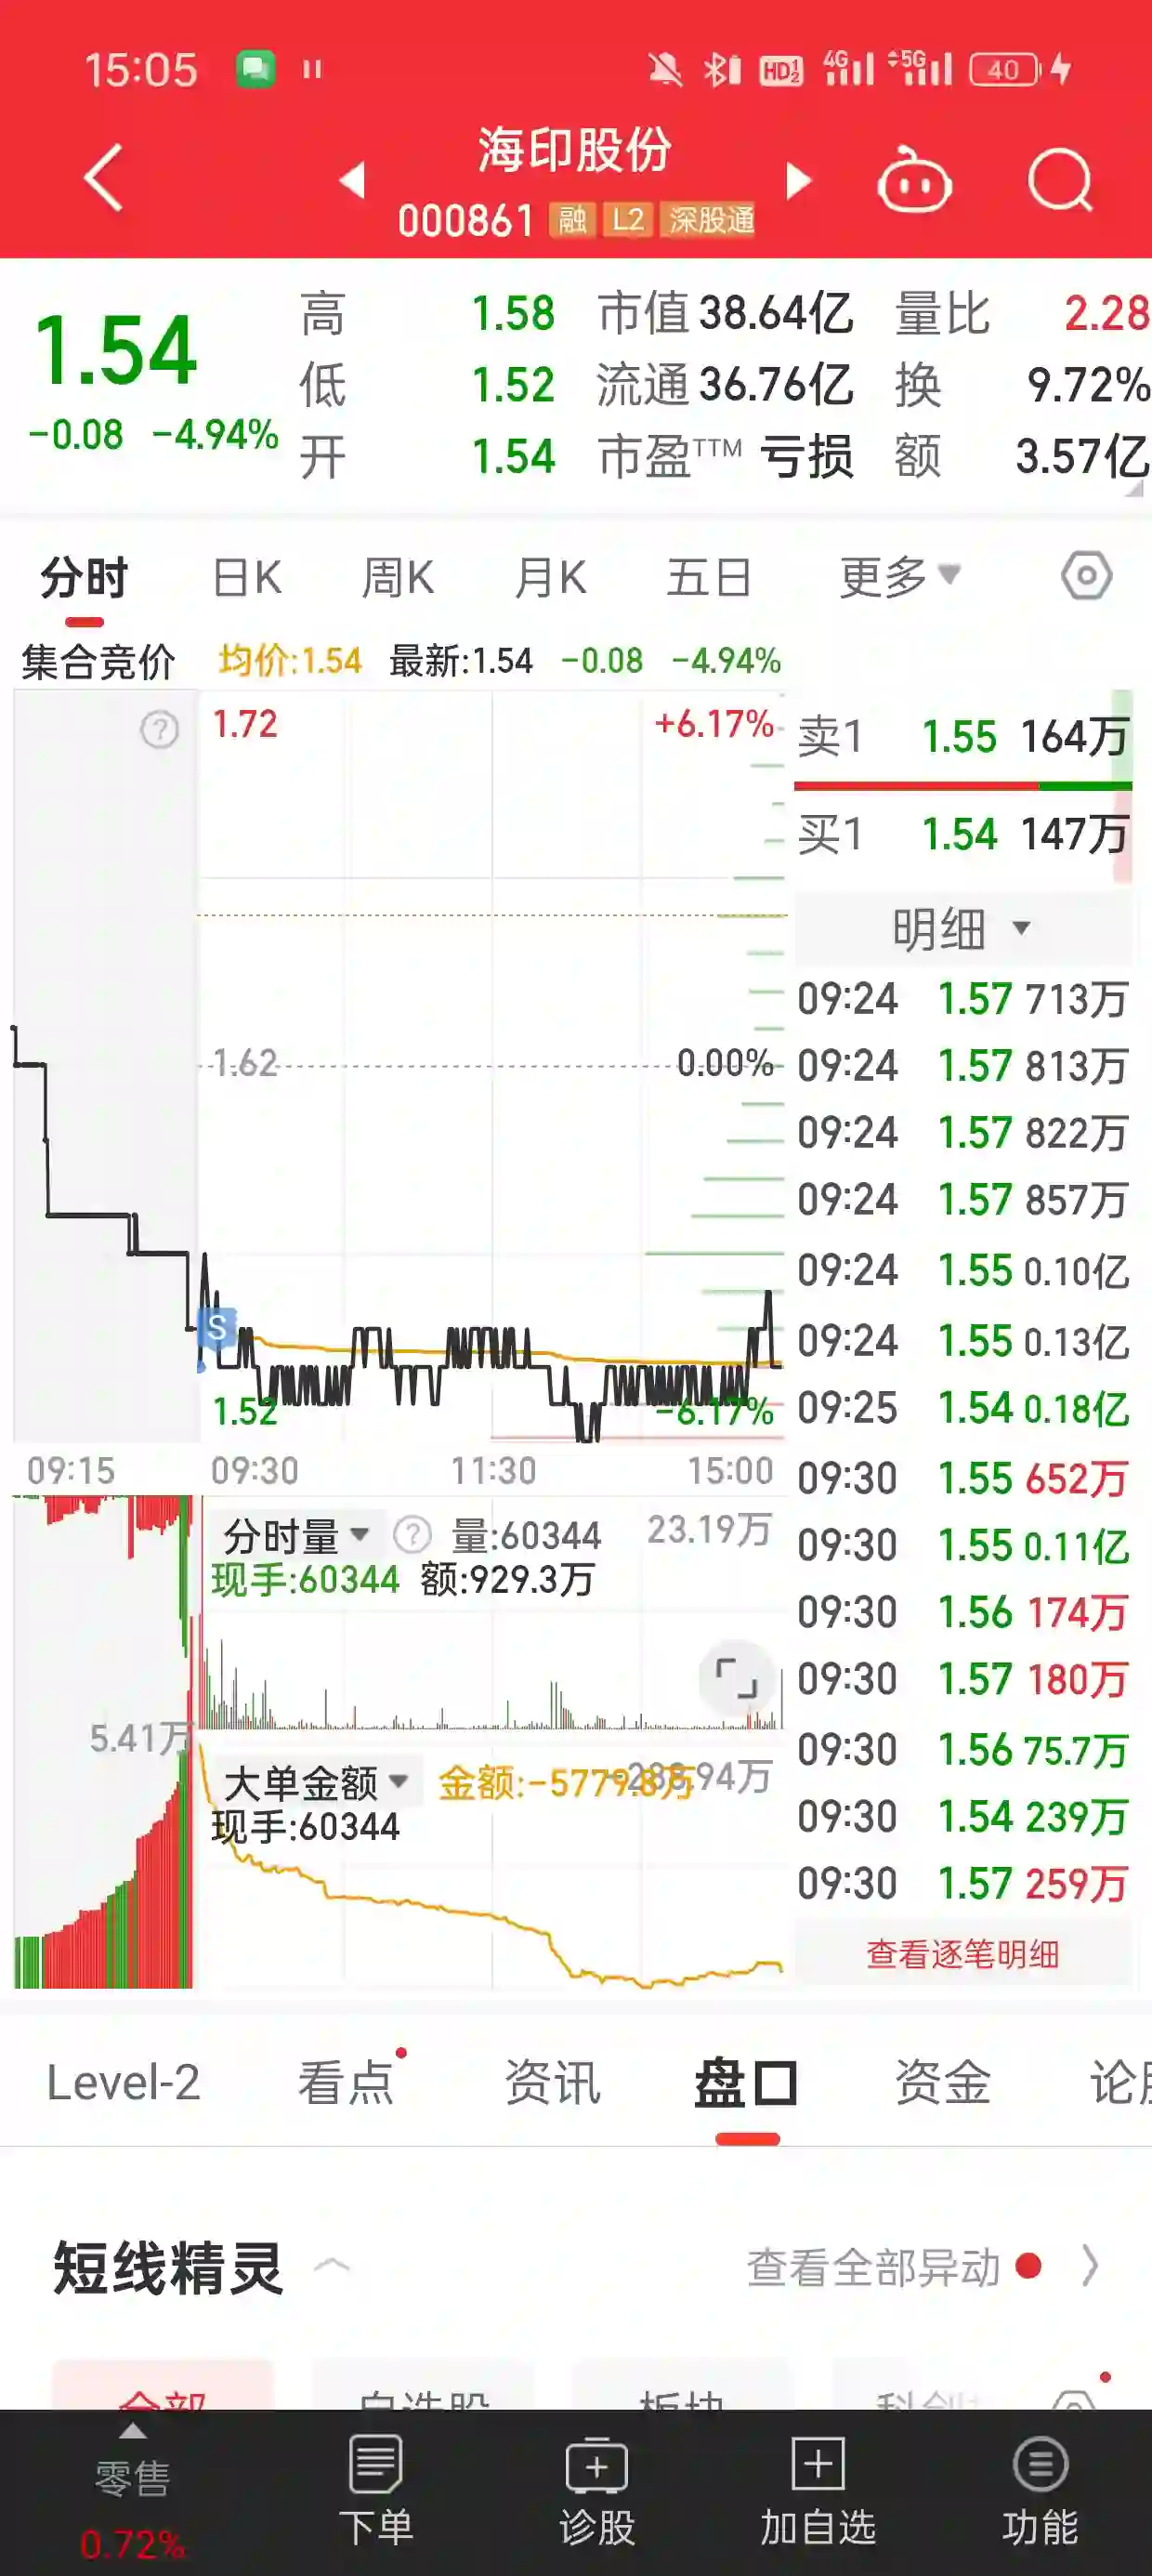 15:05 HD 4G 5G 40
海印股份
000861 融 L2 深股通
1.54
-0.08 -4.94%
高 1.58 市值 38.64亿 量比 2.28
低 1.52 流通 36.76亿 换 9.72%
开 1.54 市盈TTM 亏损 额 3.57亿
分时 日K 周K 月K 五日 更多
集合竞价 均价:1.54 最新:1.54 -0.08 -4.94%
1.72 +6.17%
1.62 0.00%
S
1.52 -6.17%
09:15 09:30 11:30 15:00
卖1 1.55 164万
买1 1.54 147万
明细
09:24 1.57 713万
09:24 1.57 813万
09:24 1.57 822万
09:24 1.57 857万
09:24 1.55 0.10亿
09:24 1.55 0.13亿
09:25 1.54 0.18亿
09:30 1.55 652万
09:30 1.55 0.11亿
09:30 1.56 174万
09:30 1.57 180万
09:30 1.56 75.7万
09:30 1.54 239万
09:30 1.57 259万
查看逐笔明细
分时量 ? 量:60344 23.19万
现手:60344 额:929.3万
5.41万
大单金额 金额:-5779.8万
现手:60344
Level-2 看点 资讯 盘口 资金
短线精灵 查看全部异动
全部 自选股 板块
零售 0.72%
下单 诊股 加自选 功能